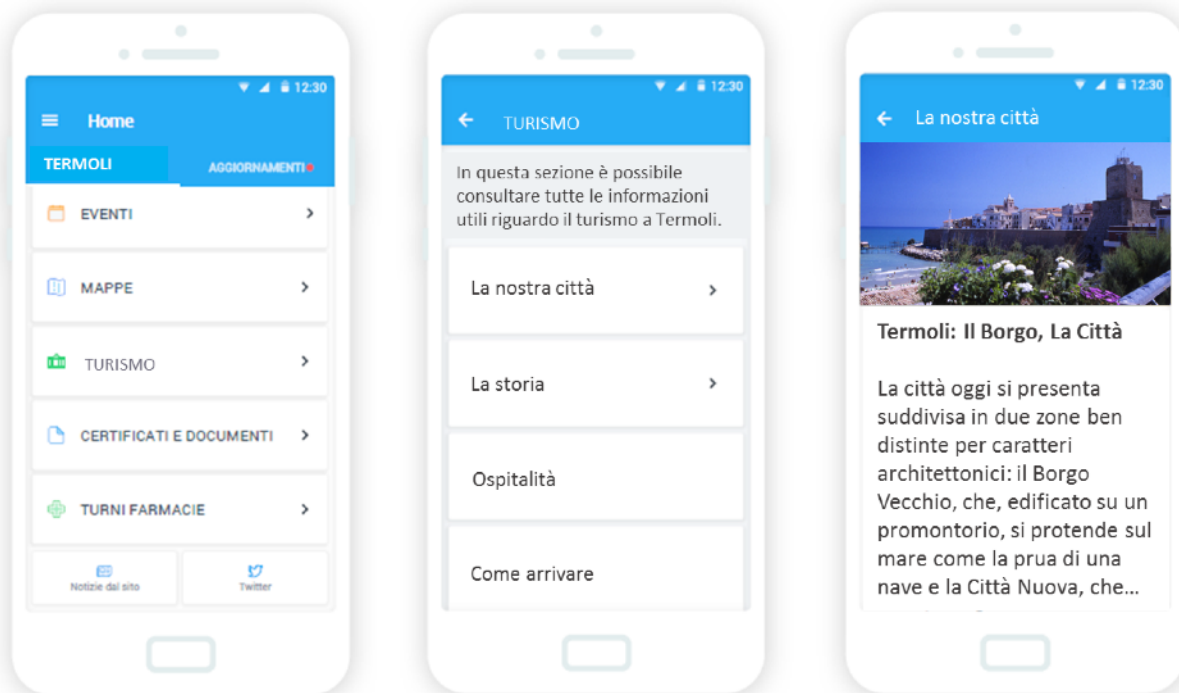 12:30
Home
TERMOLI
AGGIORNAMENTI
EVENTI
MAPPE
TURISMO
CERTIFICATI E DOCUMENTI
TURNI FARMACIE
Notizie dal sito
Twitter
12:30
TURISMO
In questa sezione è possibile
consultare tutte le informazioni
utili riguardo il turismo a Termoli.
La nostra città
La storia
Ospitalità
Come arrivare
12:30
La nostra città
Termoli: Il Borgo, La Città
La città oggi si presenta
suddivisa in due zone ben
distinte per caratteri
architettonici: il Borgo
Vecchio, che, edificato su un
promontorio, si protende sul
mare come la prua di una
nave e la Città Nuova, che...